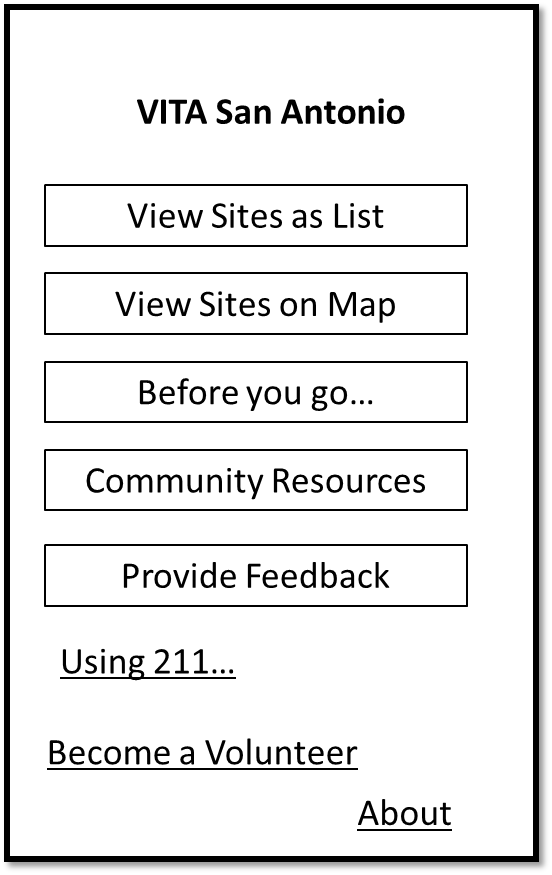 VITA San Antonio
View Sites as List
View Sites on Map
Before you go…
Community Resources
Provide Feedback
Using 211…
Become a Volunteer
About